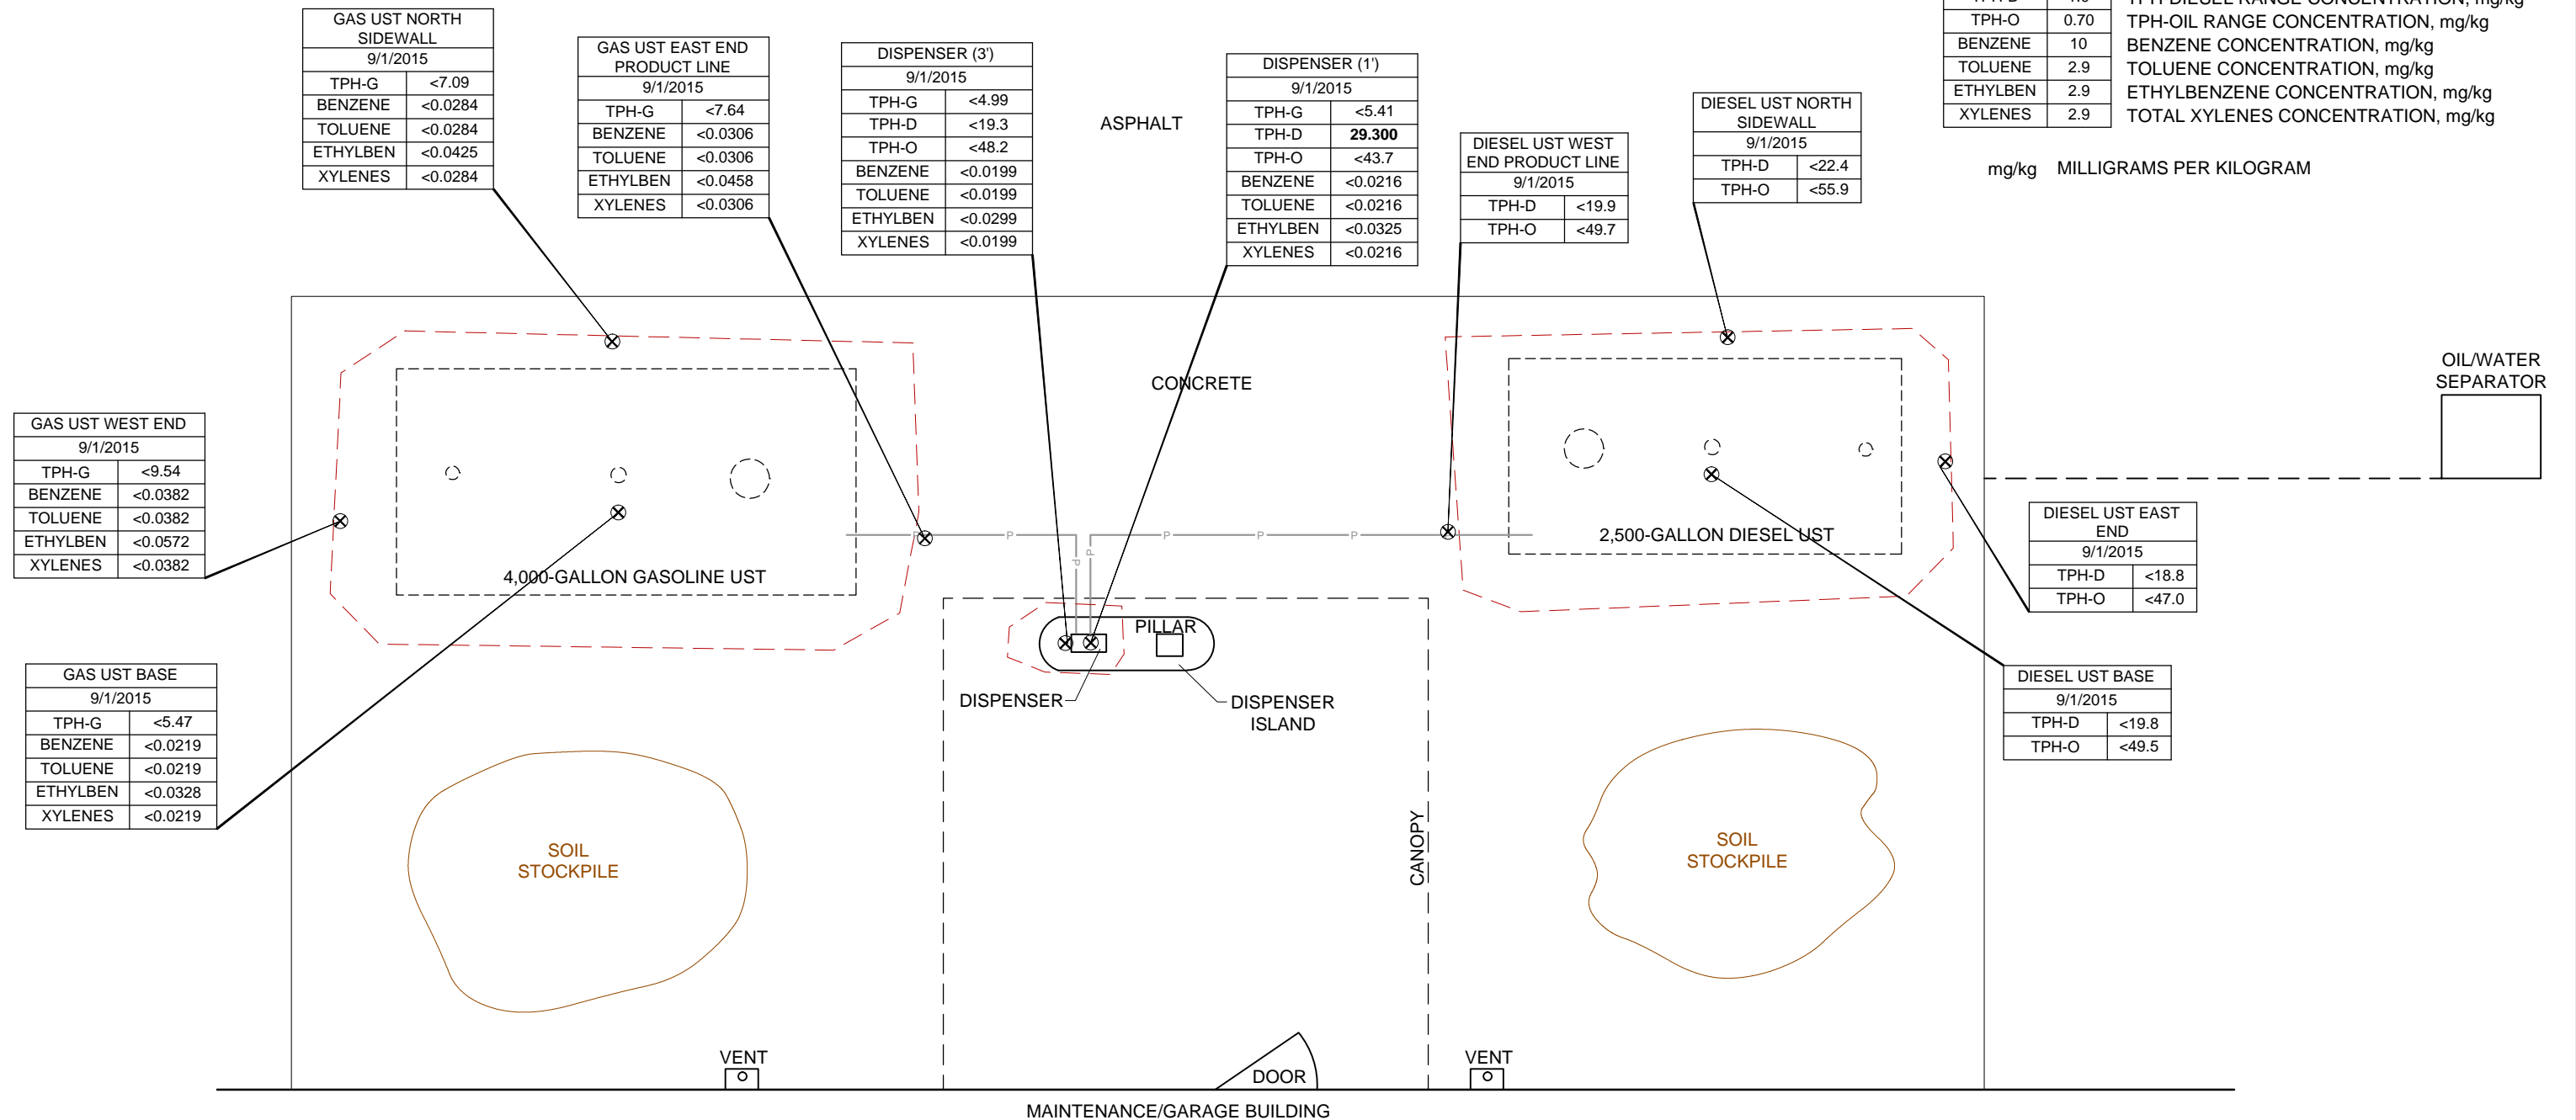 GAS UST NORTH
SIDEWALL
9/1/2015
TPH-G <7.09
BENZENE <0.0284
TOLUENE <0.0284
ETHYLBEN <0.0425
XYLENES <0.0284
GAS UST EAST END
PRODUCT LINE
9/1/2015
TPH-G <7.64
BENZENE <0.0306
TOLUENE <0.0306
ETHYLBEN <0.0458
XYLENES <0.0306
DISPENSER (3')
9/1/2015
TPH-G <4.99
TPH-D <19.3
TPH-O <48.2
BENZENE <0.0199
TOLUENE <0.0199
ETHYLBEN <0.0299
XYLENES <0.0199
ASPHALT
DISPENSER (1')
9/1/2015
TPH-G <5.41
TPH-D 29.300
TPH-O <43.7
BENZENE <0.0216
TOLUENE <0.0216
ETHYLBEN <0.0325
XYLENES <0.0216
DIESEL UST WEST
END PRODUCT LINE
9/1/2015
TPH-D <19.9
TPH-O <49.7
DIESEL UST NORTH
SIDEWALL
9/1/2015
TPH-D <22.4
TPH-O <55.9
TPH-DIESEL RANGE CONCENTRATION, mg/kg
TPH-O 0.70 TPH-OIL RANGE CONCENTRATION, mg/kg
BENZENE 10 BENZENE CONCENTRATION, mg/kg
TOLUENE 2.9 TOLUENE CONCENTRATION, mg/kg
ETHYLBEN 2.9 ETHYLBENZENE CONCENTRATION, mg/kg
XYLENES 2.9 TOTAL XYLENES CONCENTRATION, mg/kg
mg/kg MILLIGRAMS PER KILOGRAM
CONCRETE
OIL/WATER
SEPARATOR
GAS UST WEST END
9/1/2015
TPH-G <9.54
BENZENE <0.0382
TOLUENE <0.0382
ETHYLBEN <0.0572
XYLENES <0.0382
4,000-GALLON GASOLINE UST
P
P
P
P
P
P
P
2,500-GALLON DIESEL UST
DIESEL UST EAST
END
9/1/2015
TPH-D <18.8
TPH-O <47.0
PILLAR
DISPENSER
DISPENSER
ISLAND
GAS UST BASE
9/1/2015
TPH-G <5.47
BENZENE <0.0219
TOLUENE <0.0219
ETHYLBEN <0.0328
XYLENES <0.0219
DIESEL UST BASE
9/1/2015
TPH-D <19.8
TPH-O <49.5
SOIL
STOCKPILE
CANOPY
SOIL
STOCKPILE
VENT
DOOR
VENT
MAINTENANCE/GARAGE BUILDING